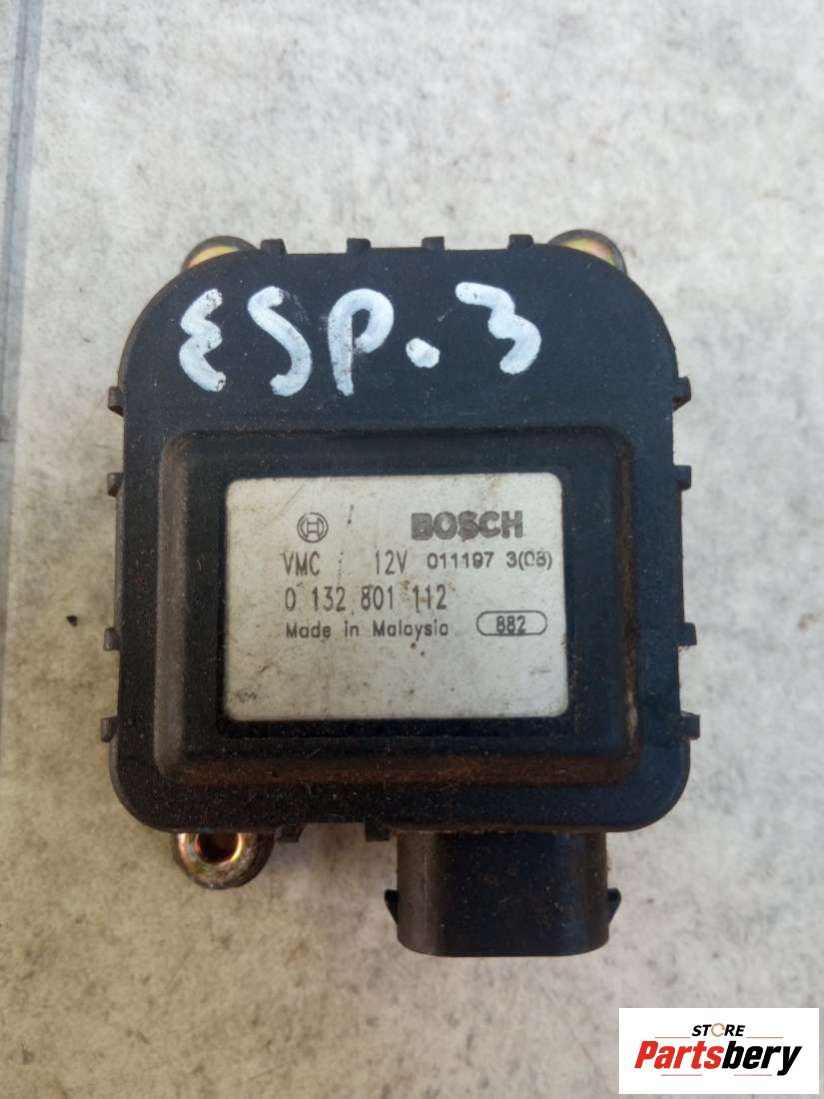 ESP.3
BOSCH
VMC 12V 011197 3(08)
0 132 801 112
Made in Malaysia 882
STORE
Partsbery